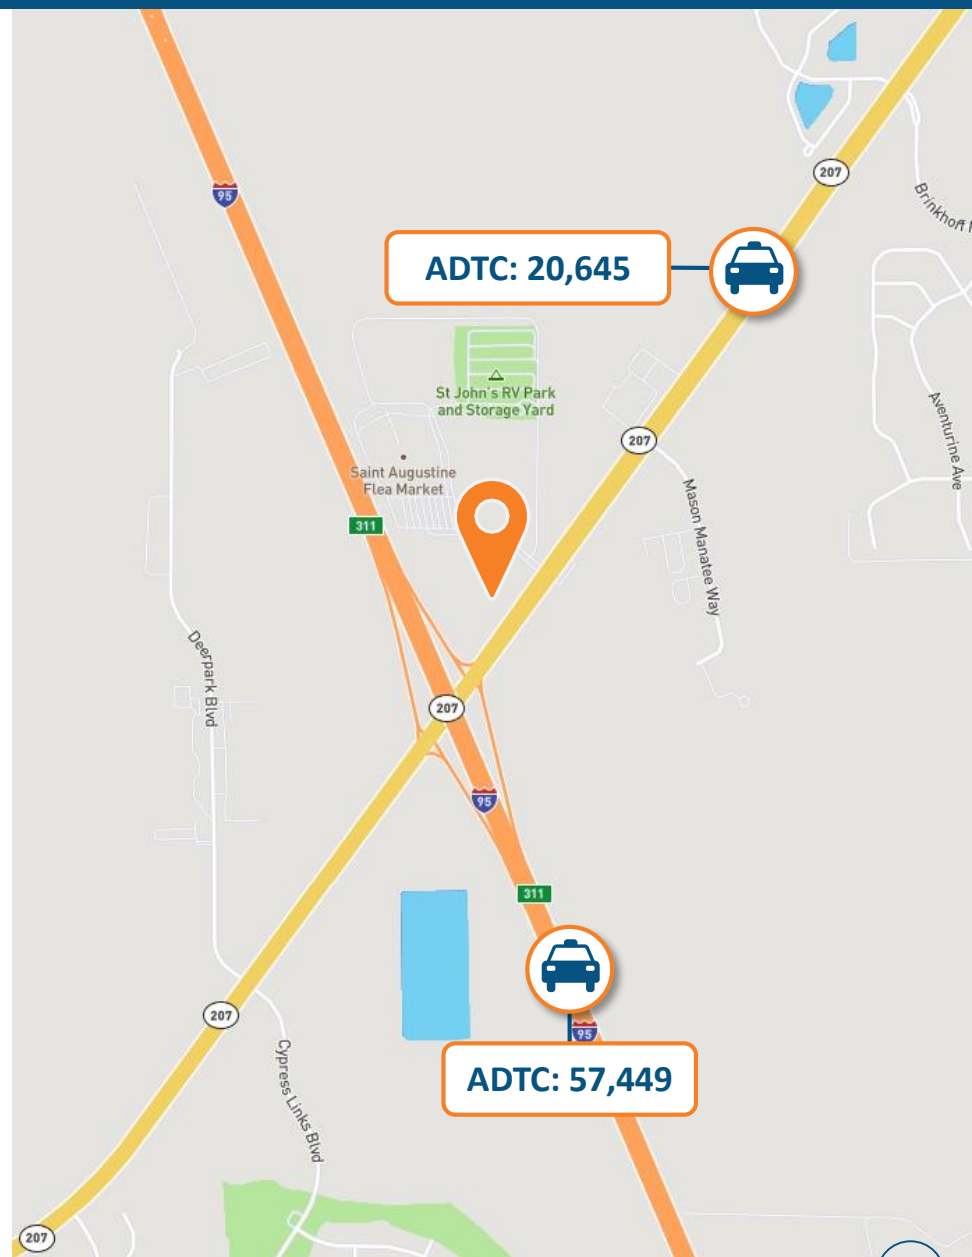 95
207
Brinkhoff
ADTC: 20,645
St John's RV Park
and Storage Yard
207
Aventurine Ave
Saint Augustine
Flea Market
311
Mason Manatee Way
Deerpark Blvd
207
95
311
207
95
Cypress Links Blvd
ADTC: 57,449
207